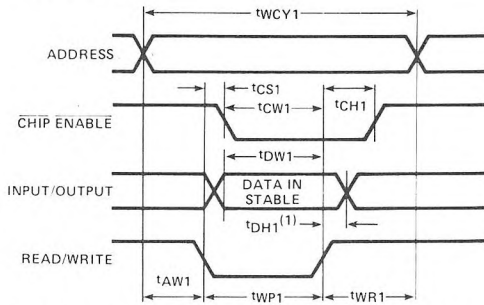 tWCY1
ADDRESS
tCS1
tCW1
tCH1
CHIP ENABLE
tDW1
INPUT/OUTPUT
DATA IN
STABLE
tDH1(1)
READ/WRITE
tAW1
tWP1
tWR1